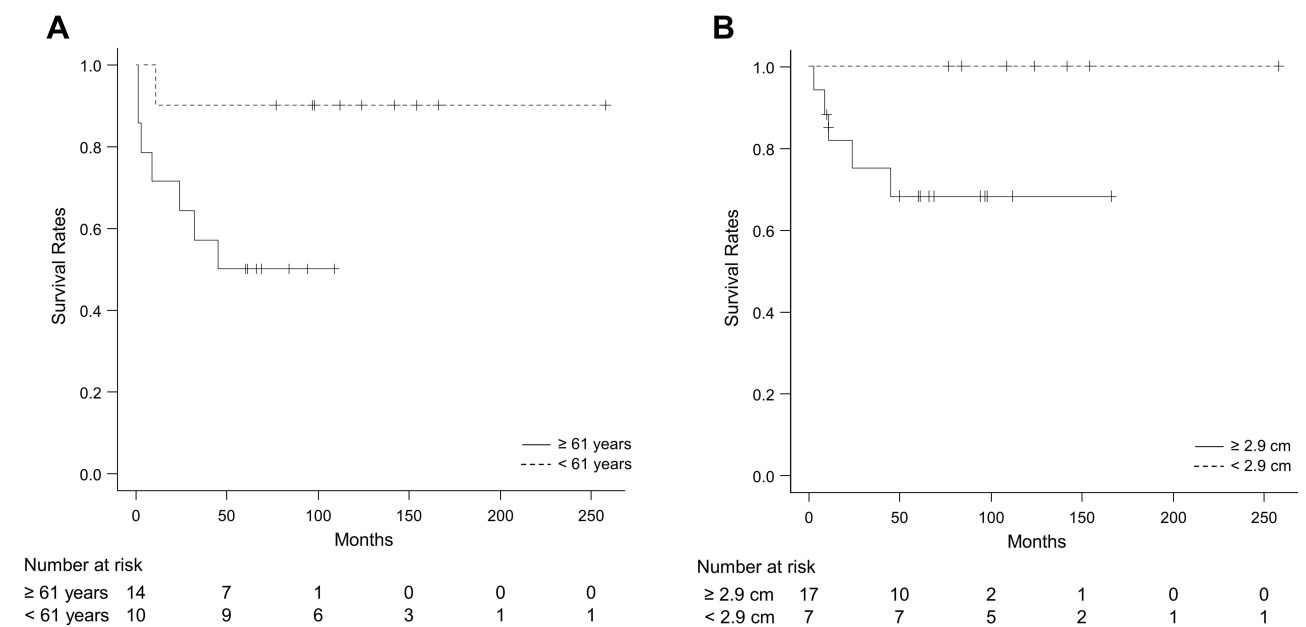 A
1.0
0.8
0.6
0.4
0.2
0.0
Survival Rates
≥ 61 years
< 61 years
0 50 100 150 200 250
Months
Number at risk
≥ 61 years 14 7 1 0 0 0
< 61 years 10 9 6 3 1 1
B
1.0
0.8
0.6
0.4
0.2
0.0
Survival Rates
≥ 2.9 cm
< 2.9 cm
0 50 100 150 200 250
Months
Number at risk
≥ 2.9 cm 17 10 2 1 0 0
< 2.9 cm 7 7 5 2 1 1